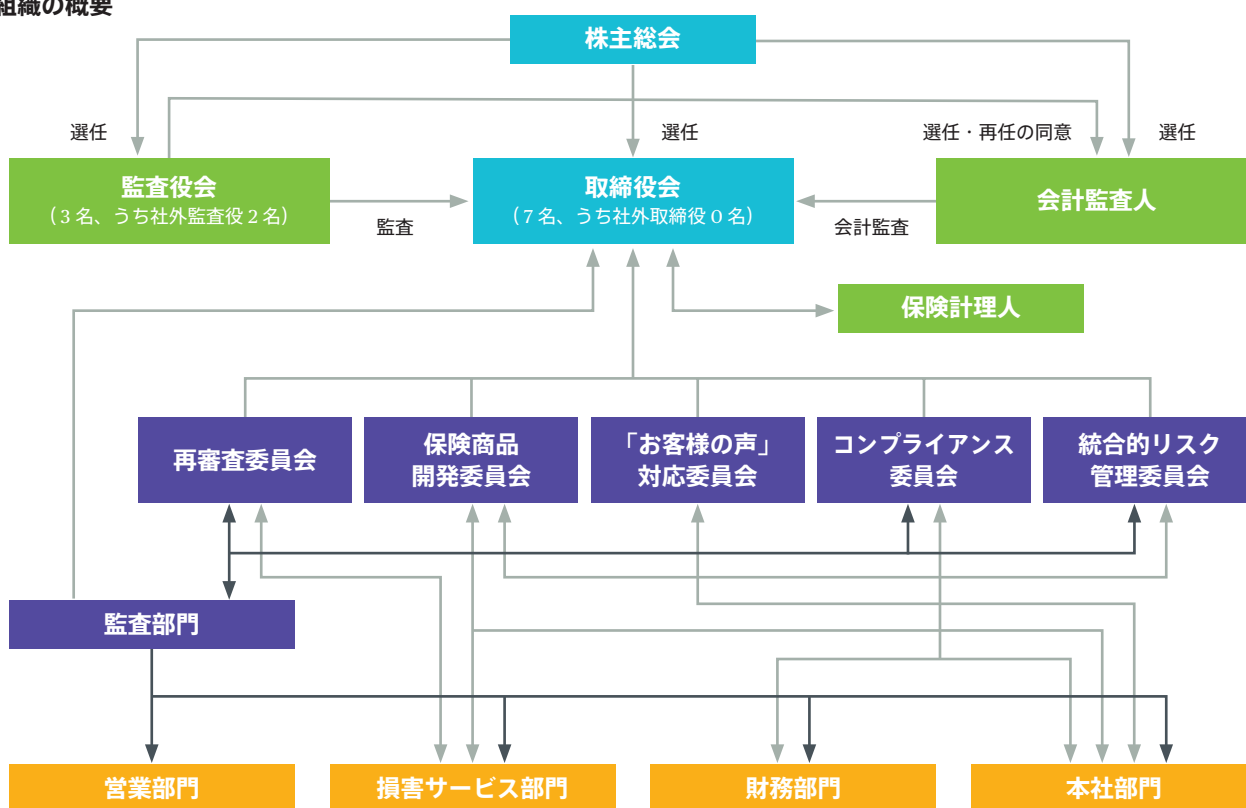 組織の概要
株主総会
選任
選任
選任・再任の同意
選任
監査役会
（3名、うち社外監査役2名）
監査
取締役会
（7名、うち社外取締役0名）
会計監査
会計監査人
保険計理人
再審査委員会
保険商品
開発委員会
「お客様の声」
対応委員会
コンプライアンス
委員会
統合的リスク
管理委員会
監査部門
営業部門
損害サービス部門
財務部門
本社部門